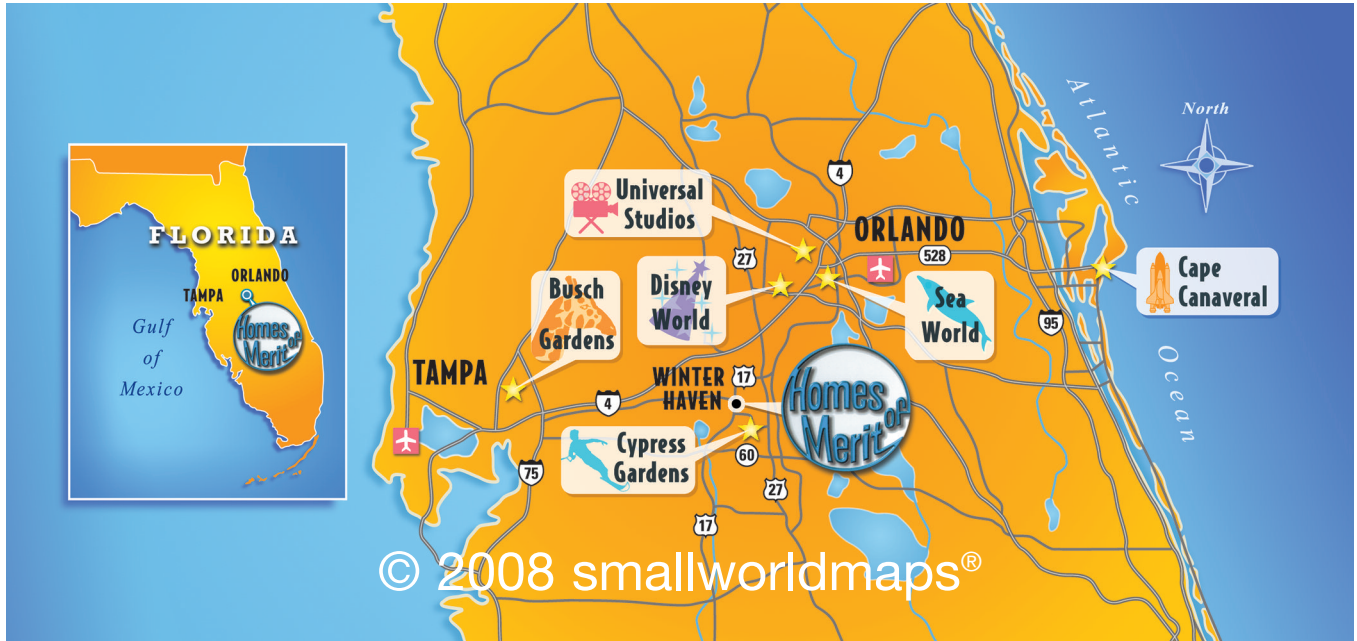 FLORIDA
ORLANDO
TAMPA
Gulf
of
Mexico
Homes
of
Merit
Universal
Studios
Busch
Gardens
Disney
World
27
4
ORLANDO
528
Sea
World
95
Cape
Canaveral
Atlantic
Ocean
North
TAMPA
4
WINTER
HAVEN
17
Homes
of
Merit
Cypress
Gardens
60
75
27
17
© 2008 smallworldmaps®